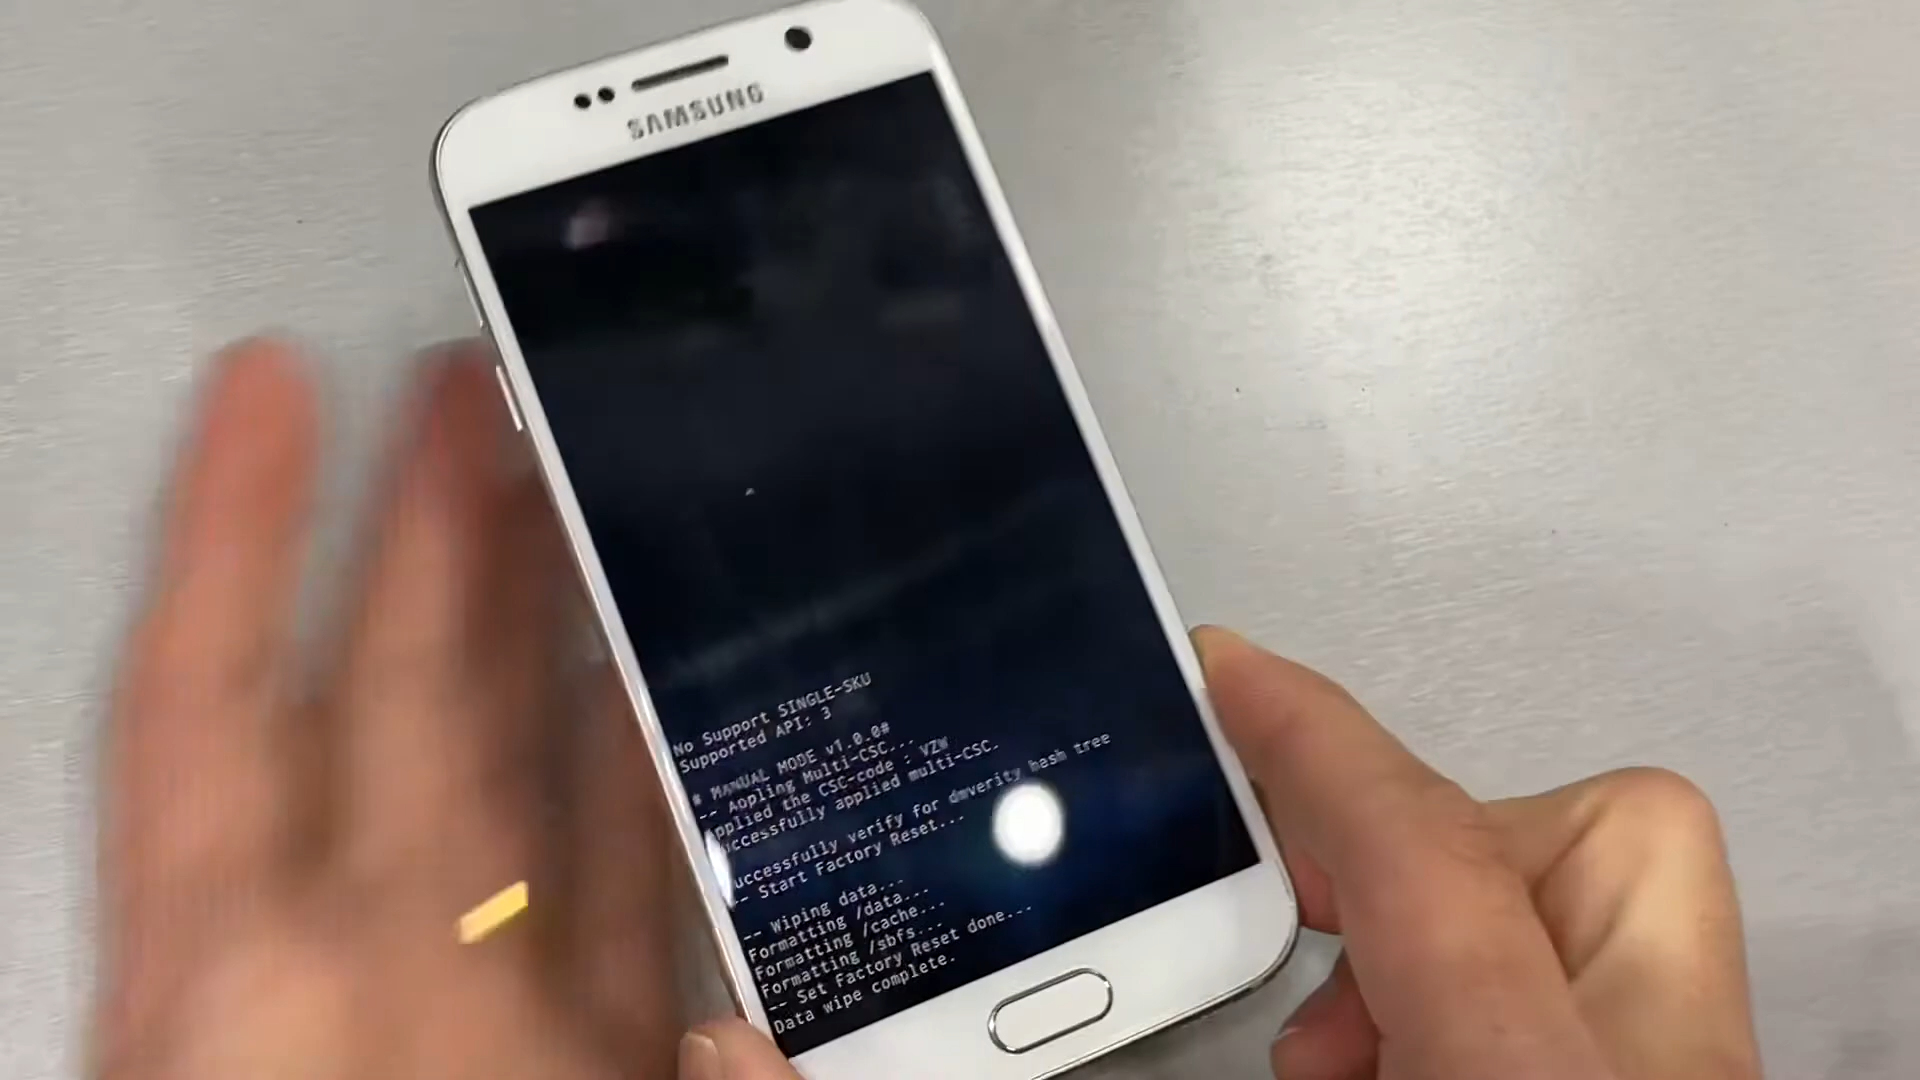 SAMSUNG
No Support SINGLE-SKU
Supported API: 3
# MANUAL MODE v1.0.0#
-- Appling Multi-CSC...
Applied the CSC-code : VZW
Successfully applied multi-CSC.
Successfully verify for dmverity hash tree
-- Start Factory Reset...
-- Wiping data...
Formatting /data...
Formatting /cache...
Formatting /sbfs...
-- Set Factory Reset done...
Data wipe complete.